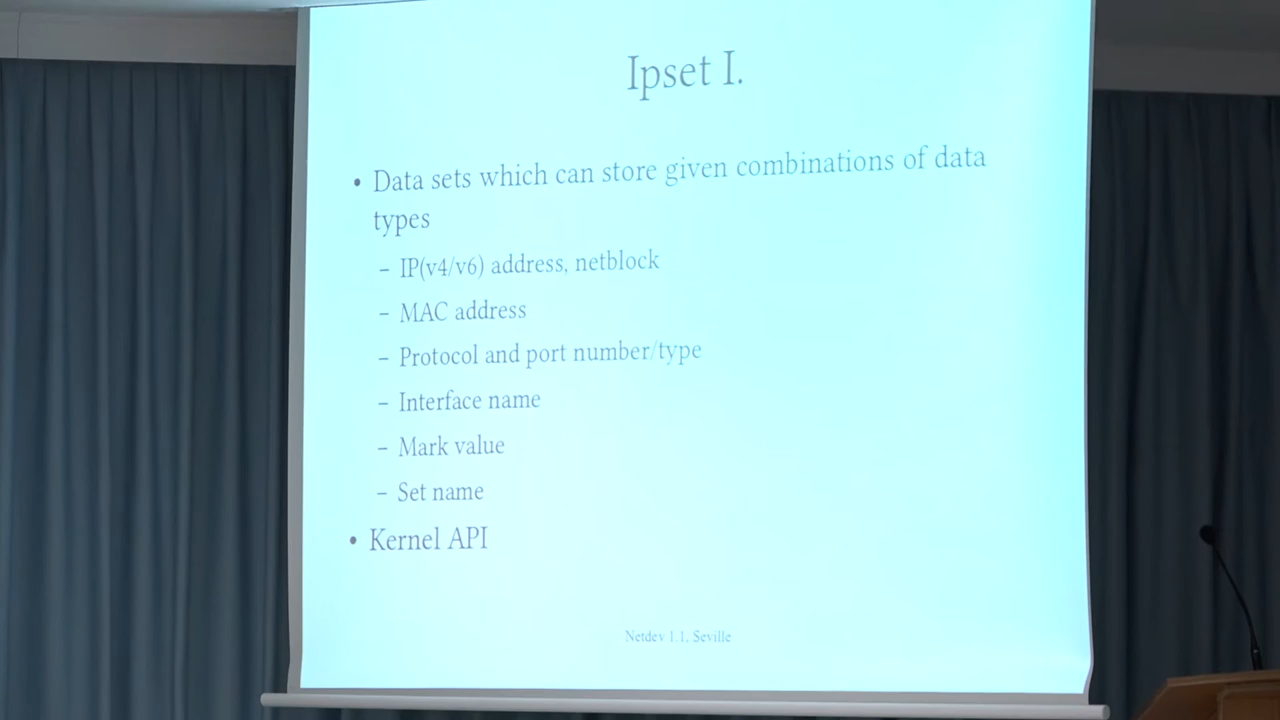 Ipset I.
• Data sets which can store given combinations of data
types
– IP(v4/v6) address, netblock
– MAC address
– Protocol and port number/type
– Interface name
– Mark value
– Set name
• Kernel API
Netdev 1.1, Seville